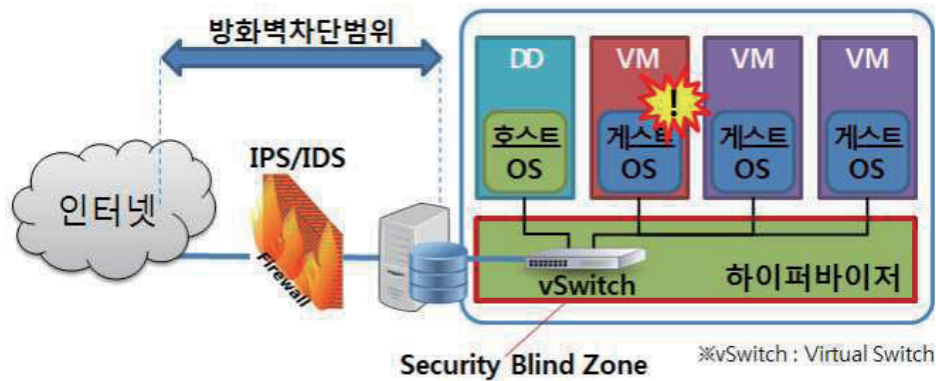 방화벽차단범위
DD
VM
VM
VM
!
호스트
OS
게스트
OS
게스트
OS
게스트
OS
IPS/IDS
인터넷
Firewall
vSwitch
하이퍼바이저
Security Blind Zone
※vSwitch : Virtual Switch